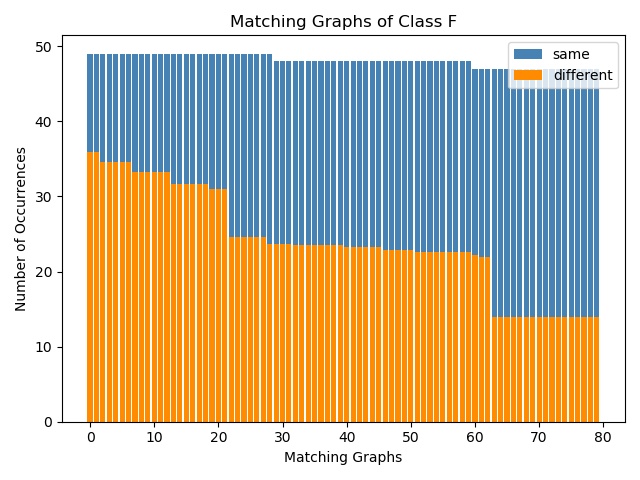 Matching Graphs of Class F
same
different
Number of Occurrences
50
40
30
20
10
0
0 10 20 30 40 50 60 70 80
Matching Graphs